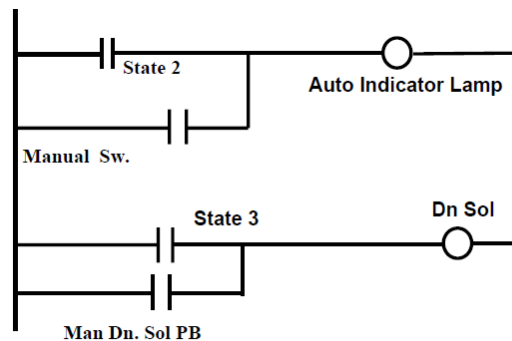 State 2
Auto Indicator Lamp
Manual Sw.
State 3
Dn Sol
Man Dn. Sol PB